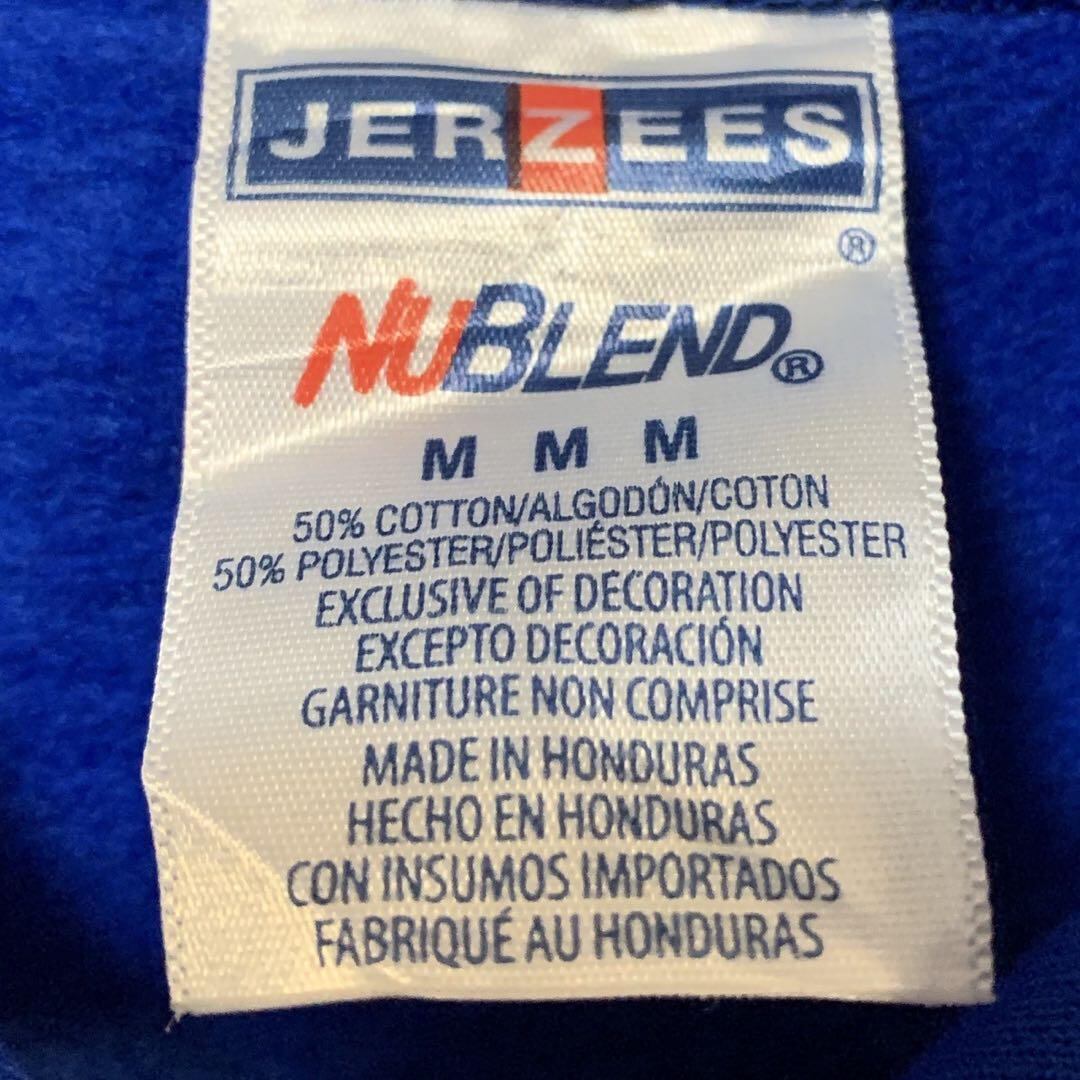 JERZEES
®
NUBLEND®
M M M
50% COTTON/ALGODÓN/COTON
50% POLYESTER/POLIÉSTER/POLYESTER
EXCLUSIVE OF DECORATION
EXCEPTO DECORACIÓN
GARNITURE NON COMPRISE
MADE IN HONDURAS
HECHO EN HONDURAS
CON INSUMOS IMPORTADOS
FABRIQUÉ AU HONDURAS